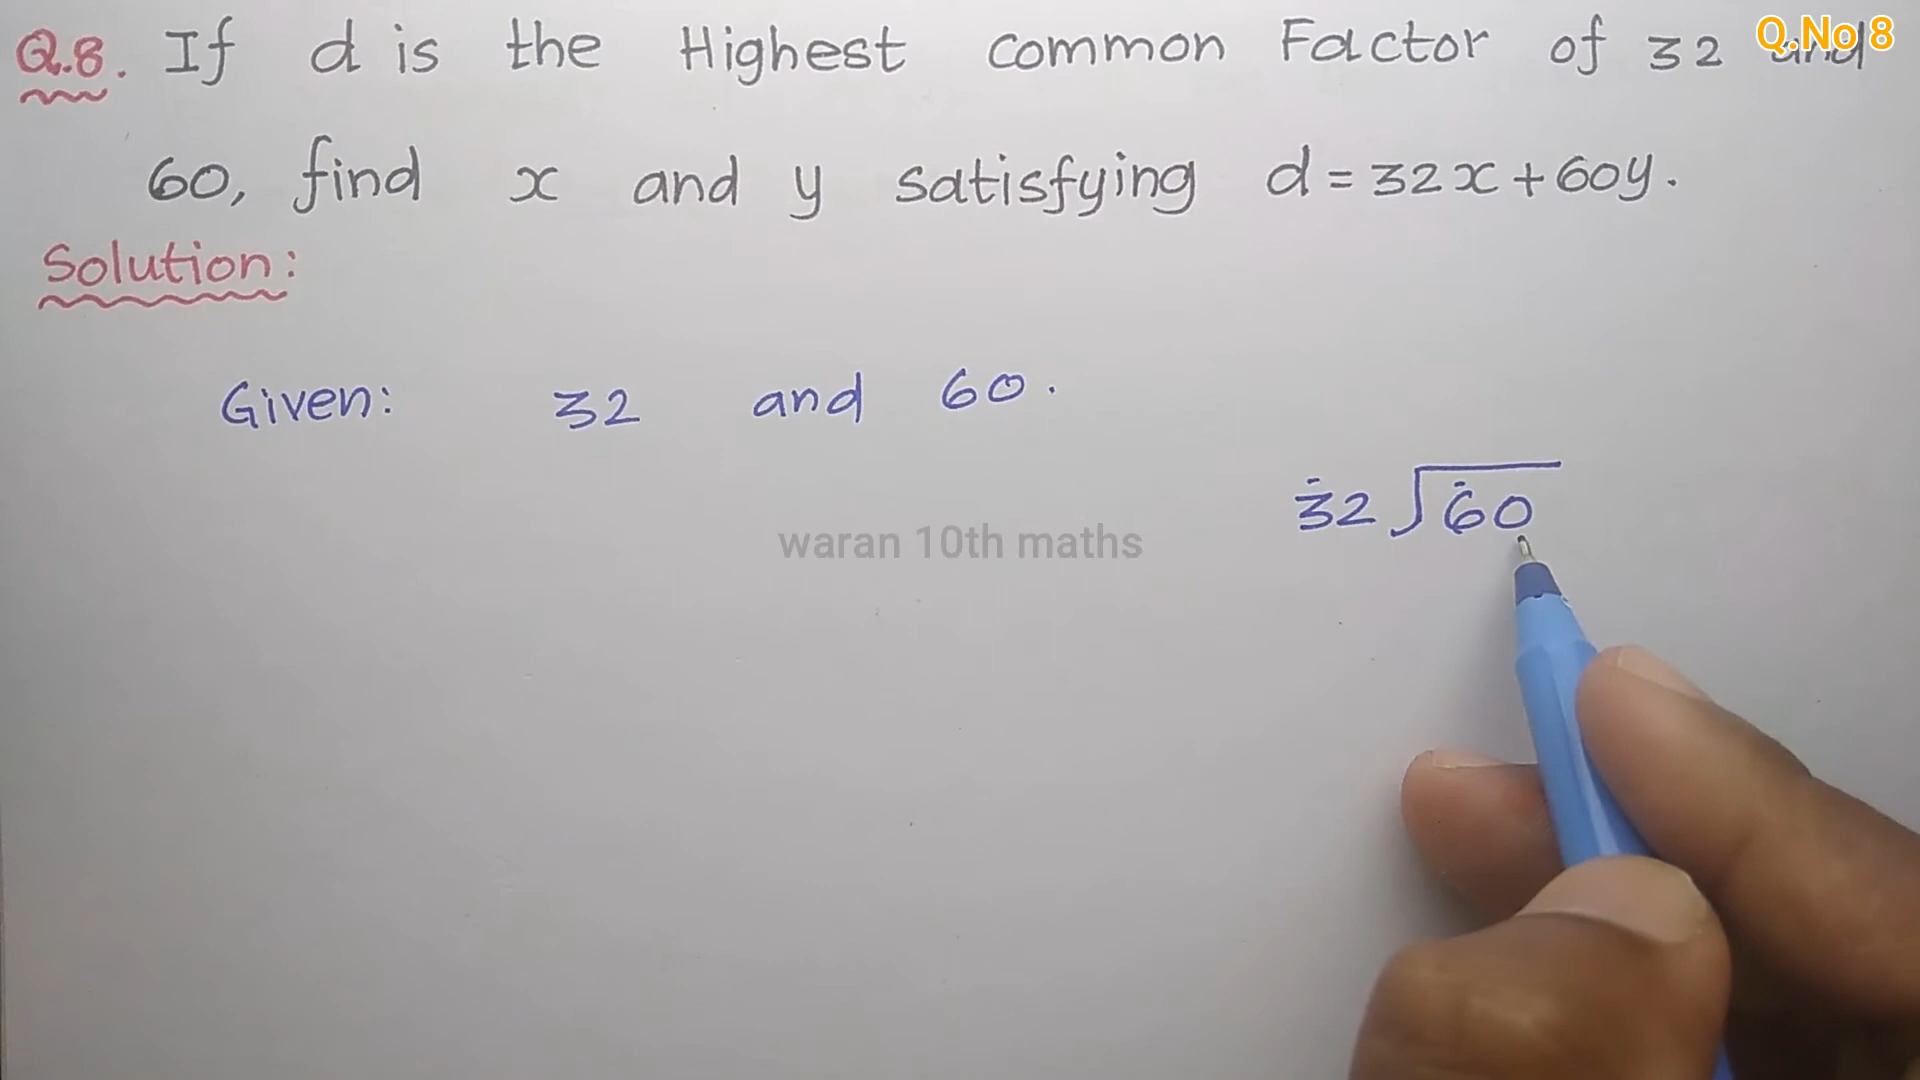 Q.8. If d is the Highest common Factor of 32 and
Q.No 8
60, find x and y satisfying d = 32x + 60y.
Solution:
Given: 32 and 60.
32 60
waran 10th maths